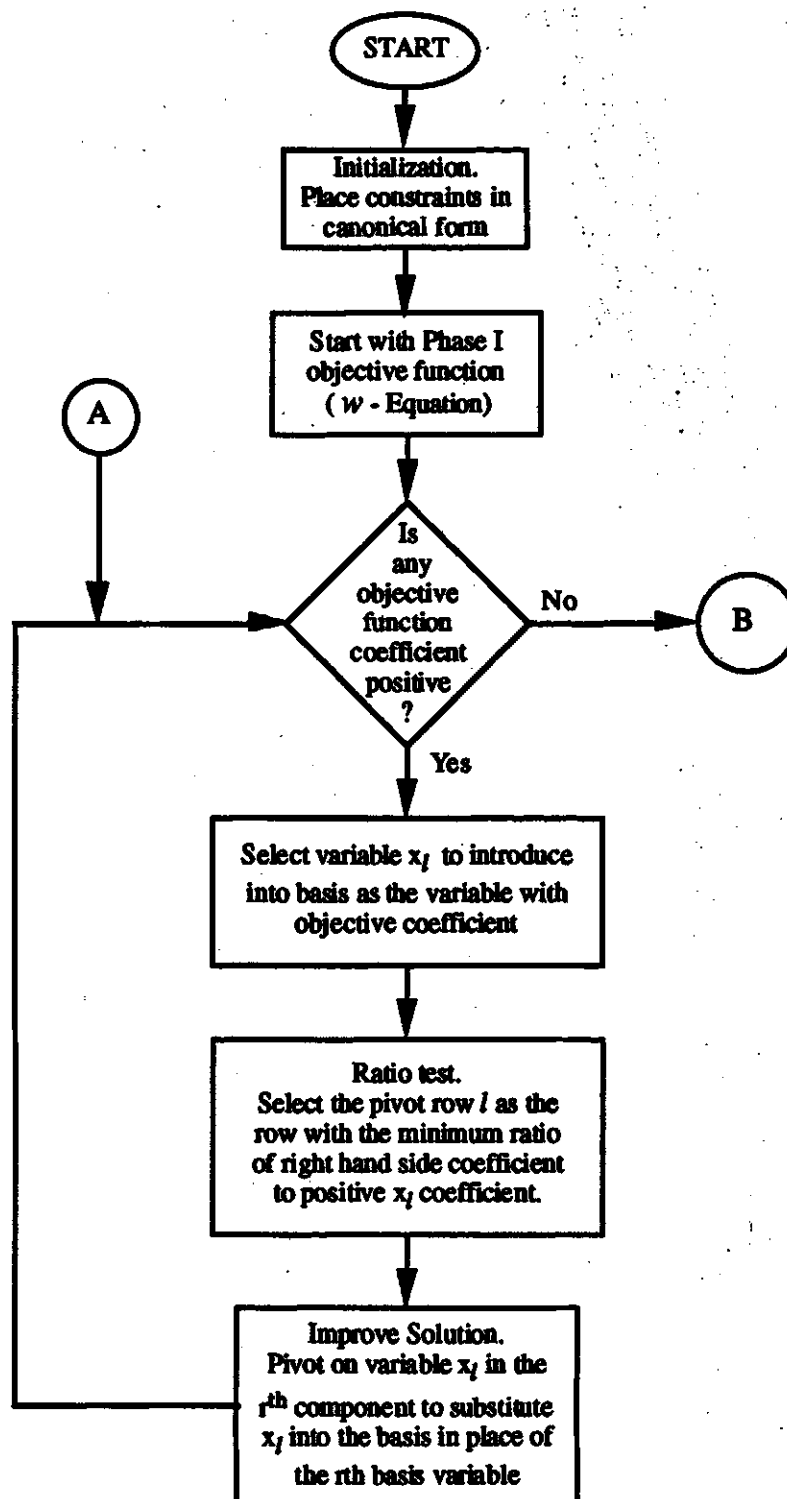 START
Initialization.
Place constraints in
canonical form
Start with Phase I
objective function
( w - Equation)
A
Is
any
objective
function
coefficient
positive
?
No
B
Yes
Select variable x_l to introduce
into basis as the variable with
objective coefficient
Ratio test.
Select the pivot row l as the
row with the minimum ratio
of right hand side coefficient
to positive x_l coefficient.
Improve Solution.
Pivot on variable x_l in the
r^th component to substitute
x_l into the basis in place of
the rth basis variable